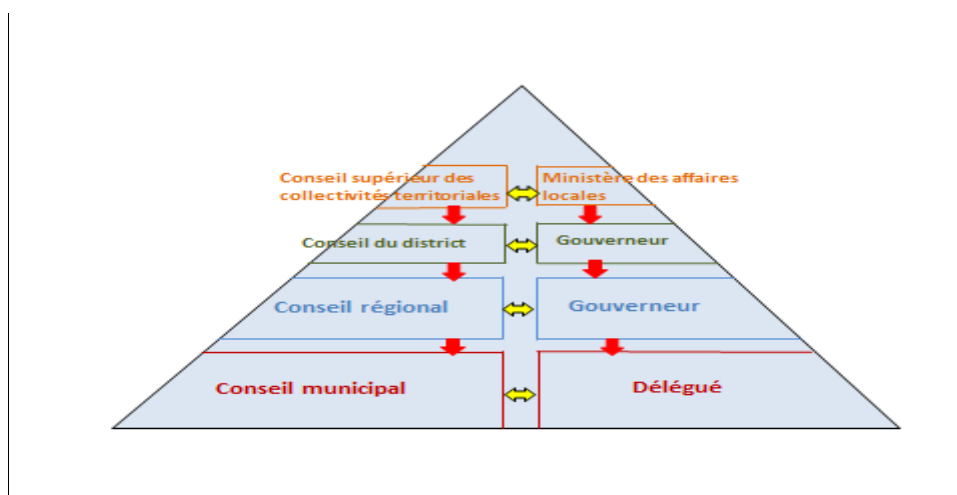 Conseil supérieur des
collectivités territoriales
Ministère des affaires
locales
Conseil du district
Gouverneur
Conseil régional
Gouverneur
Conseil municipal
Délégué